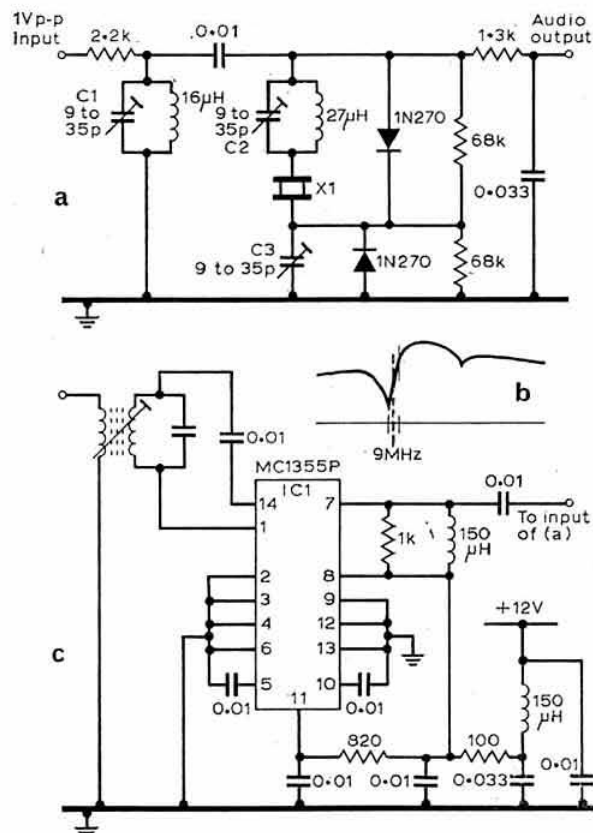 1Vp-p
Input
2·2k
0·01
1·3k
Audio
output
C1
9 to
35p
16μH
9 to
35p
C2
27μH
1N270
68k
0·033
X1
a
C3
9 to 35p
1N270
68k
b
9MHz
0·01
MC1355P
IC1
14
1
2
3
4
6
5
7
8
9
12
13
10
11
0·01
0·01
1k
150
μH
0·01
To input
of (a)
+12V
150
μH
c
820
100
0·01
0·01
0·033
0·01